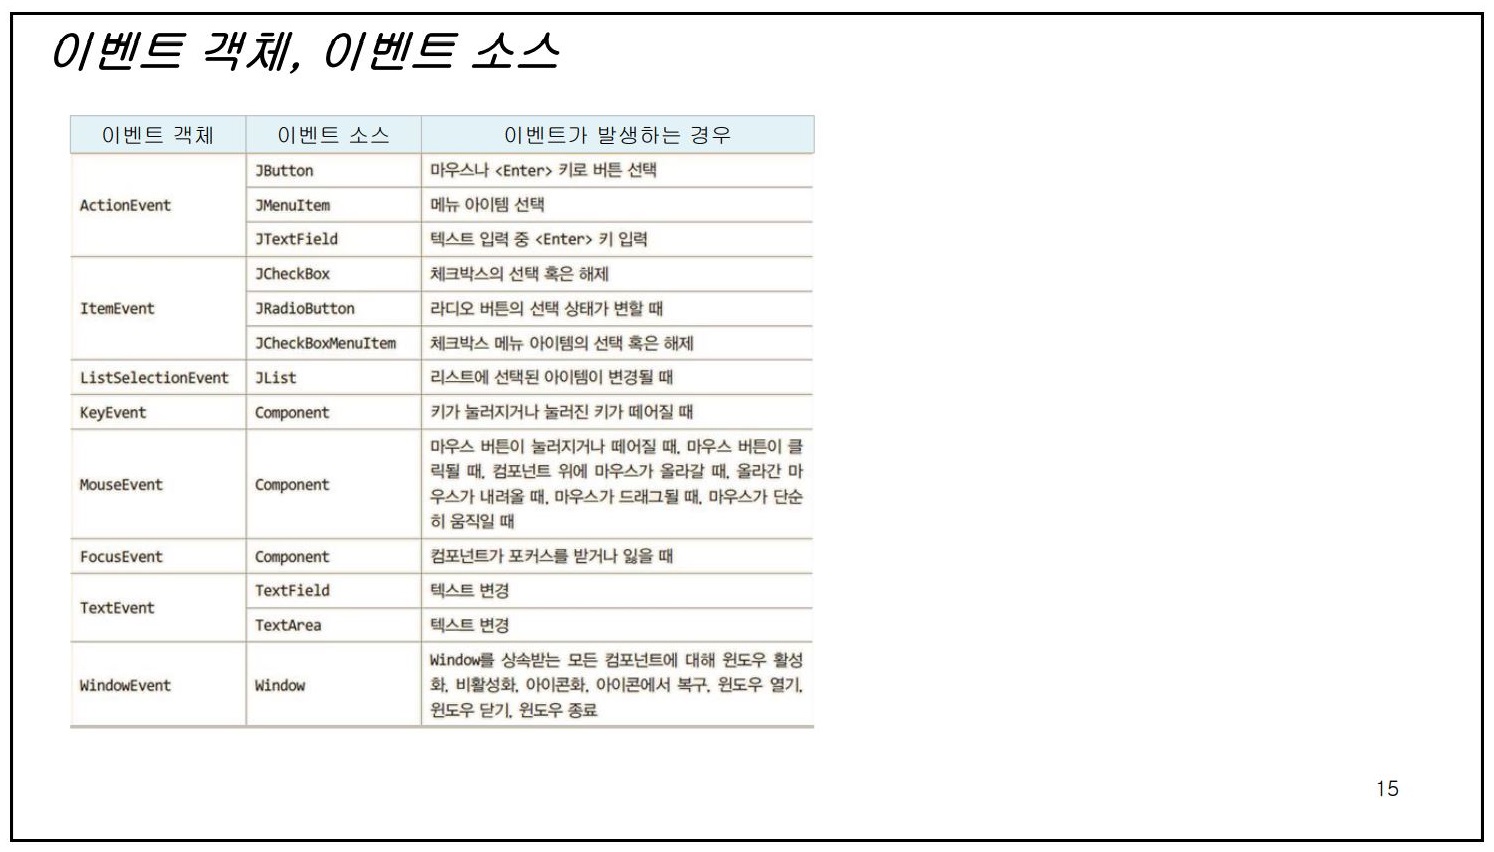 이벤트 객체, 이벤트 소스
이벤트 객체 이벤트 소스 이벤트가 발생하는 경우
ActionEvent
JButton 마우스나 <Enter> 키로 버튼 선택
JMenuItem 메뉴 아이템 선택
JTextField 텍스트 입력 중 <Enter> 키 입력
ItemEvent
JCheckBox 체크박스의 선택 혹은 해제
JRadioButton 라디오 버튼의 선택 상태가 변할 때
JCheckBoxMenuItem 체크박스 메뉴 아이템의 선택 혹은 해제
ListSelectionEvent JList 리스트에 선택된 아이템이 변경될 때
KeyEvent Component 키가 눌러지거나 눌러진 키가 떼어질 때
MouseEvent Component
마우스 버튼이 눌러지거나 떼어질 때, 마우스 버튼이 클
릭될 때, 컴포넌트 위에 마우스가 올라갈 때, 올라간 마
우스가 내려올 때, 마우스가 드래그될 때, 마우스가 단순
히 움직일 때
FocusEvent Component 컴포넌트가 포커스를 받거나 잃을 때
TextEvent
TextField 텍스트 변경
TextArea 텍스트 변경
WindowEvent Window
Window를 상속받는 모든 컴포넌트에 대해 윈도우 활성
화, 비활성화, 아이콘화, 아이콘에서 복구, 윈도우 열기,
윈도우 닫기, 윈도우 종료
15